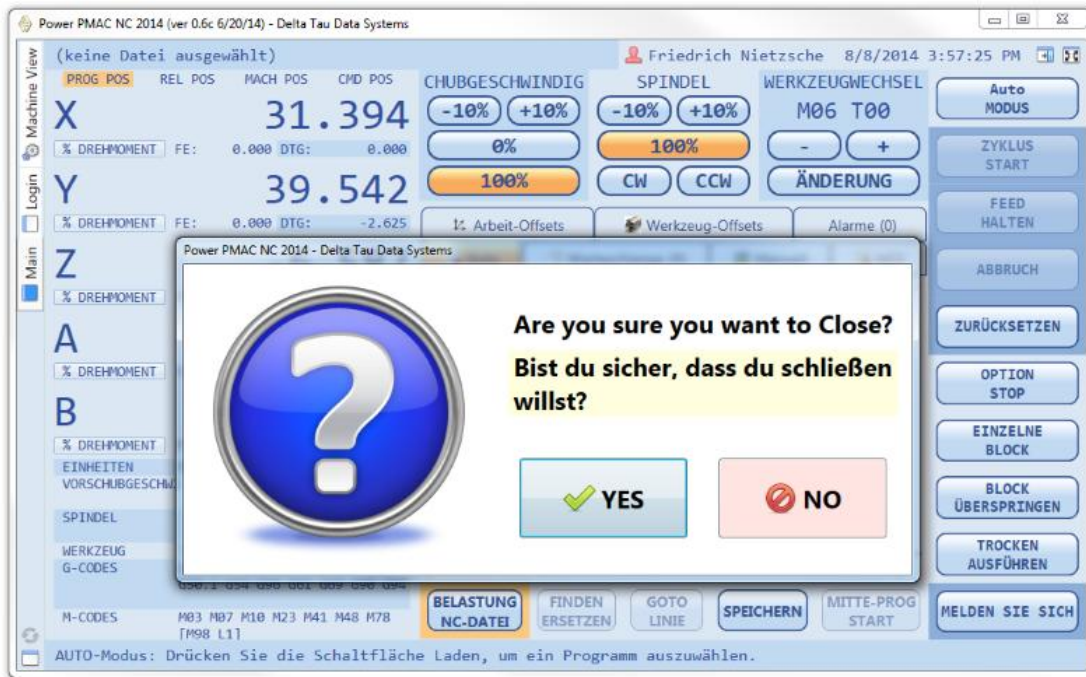 Power PMAC NC 2014 (ver 0.6c 6/20/14) - Delta Tau Data Systems
(keine Datei ausgewählt)
Friedrich Nietzsche 8/8/2014 3:57:25 PM
Machine View
Login
Main
PROG POS REL POS MACH POS CMD POS
X 31.394
% DREHMOMENT FE: 0.000 DTG: 0.000
Y 39.542
% DREHMOMENT FE: 0.000 DTG: -2.625
Z
% DREHMOMENT
A
% DREHMOMENT
B
% DREHMOMENT
EINHEITEN
VORSCHUBGESCHW
SPINDEL
WERKZEUG
G-CODES
G50.1 G54 G90 G61 G69 G98 G94
M-CODES M03 M07 M10 M23 M41 M48 M78
[M98 L1]
CHUBGESCHWINDIG
-10% +10%
0%
100%
SPINDEL
-10% +10%
100%
CW CCW
WERKZEUGWECHSEL
M06 T00
- +
ÄNDERUNG
Arbeit-Offsets Werkzeug-Offsets Alarme (0)
Power PMAC NC 2014 - Delta Tau Data Systems
Are you sure you want to Close?
Bist du sicher, dass du schließen
willst?
YES NO
BELASTUNG
NC-DATEI
FINDEN
ERSETZEN
GOTO
LINIE
SPEICHERN
MITTE-PROG
START
Auto
MODUS
ZYKLUS
START
FEED
HALTEN
ABBRUCH
ZURÜCKSETZEN
OPTION
STOP
EINZELNE
BLOCK
BLOCK
ÜBERSPRINGEN
TROCKEN
AUSFÜHREN
MELDEN SIE SICH
AUTO-Modus: Drücken Sie die Schaltfläche Laden, um ein Programm auszuwählen.